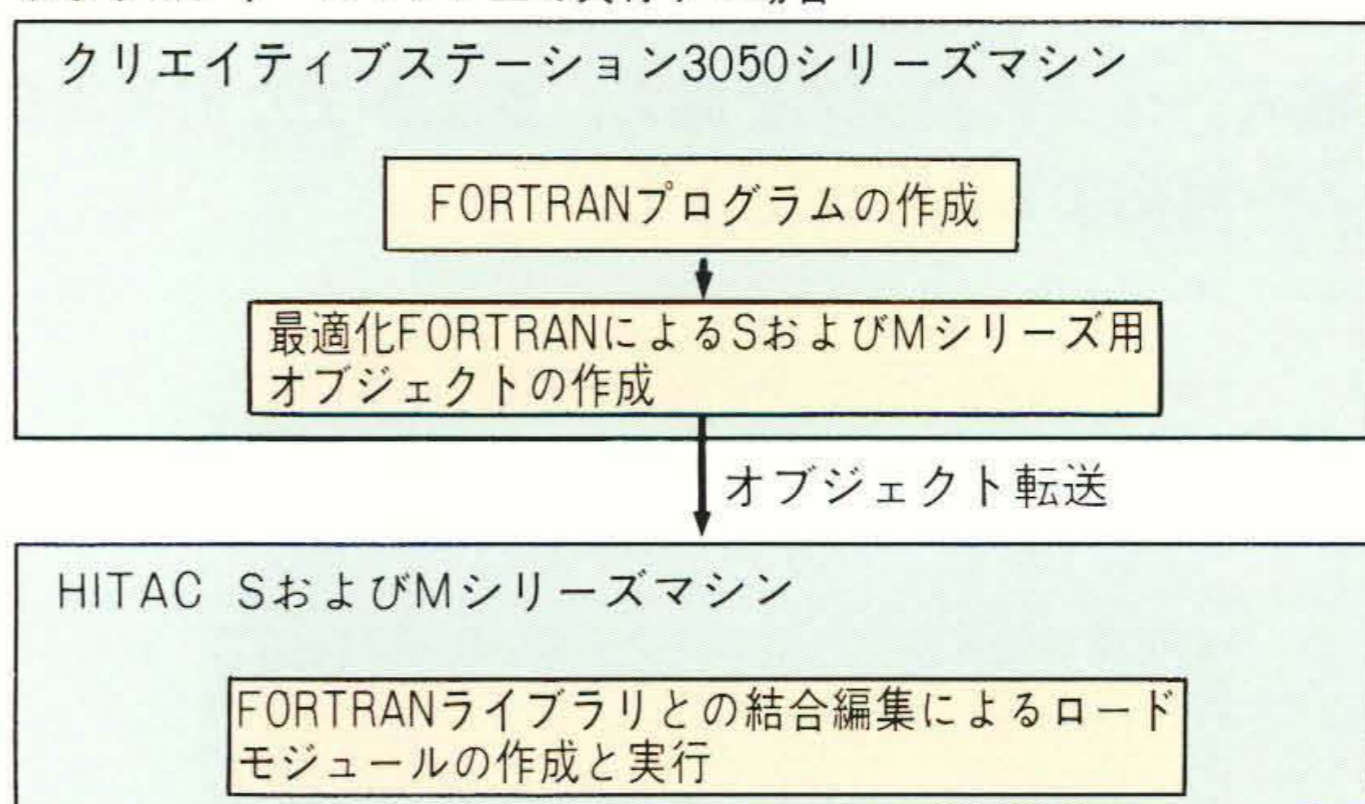 クリエイティブステーション3050シリーズマシン
FORTRANプログラムの作成
最適化FORTRANによるSおよびMシリーズ用
オブジェクトの作成
オブジェクト転送
HITAC SおよびMシリーズマシン
FORTRANライブラリとの結合編集によるロード
モジュールの作成と実行